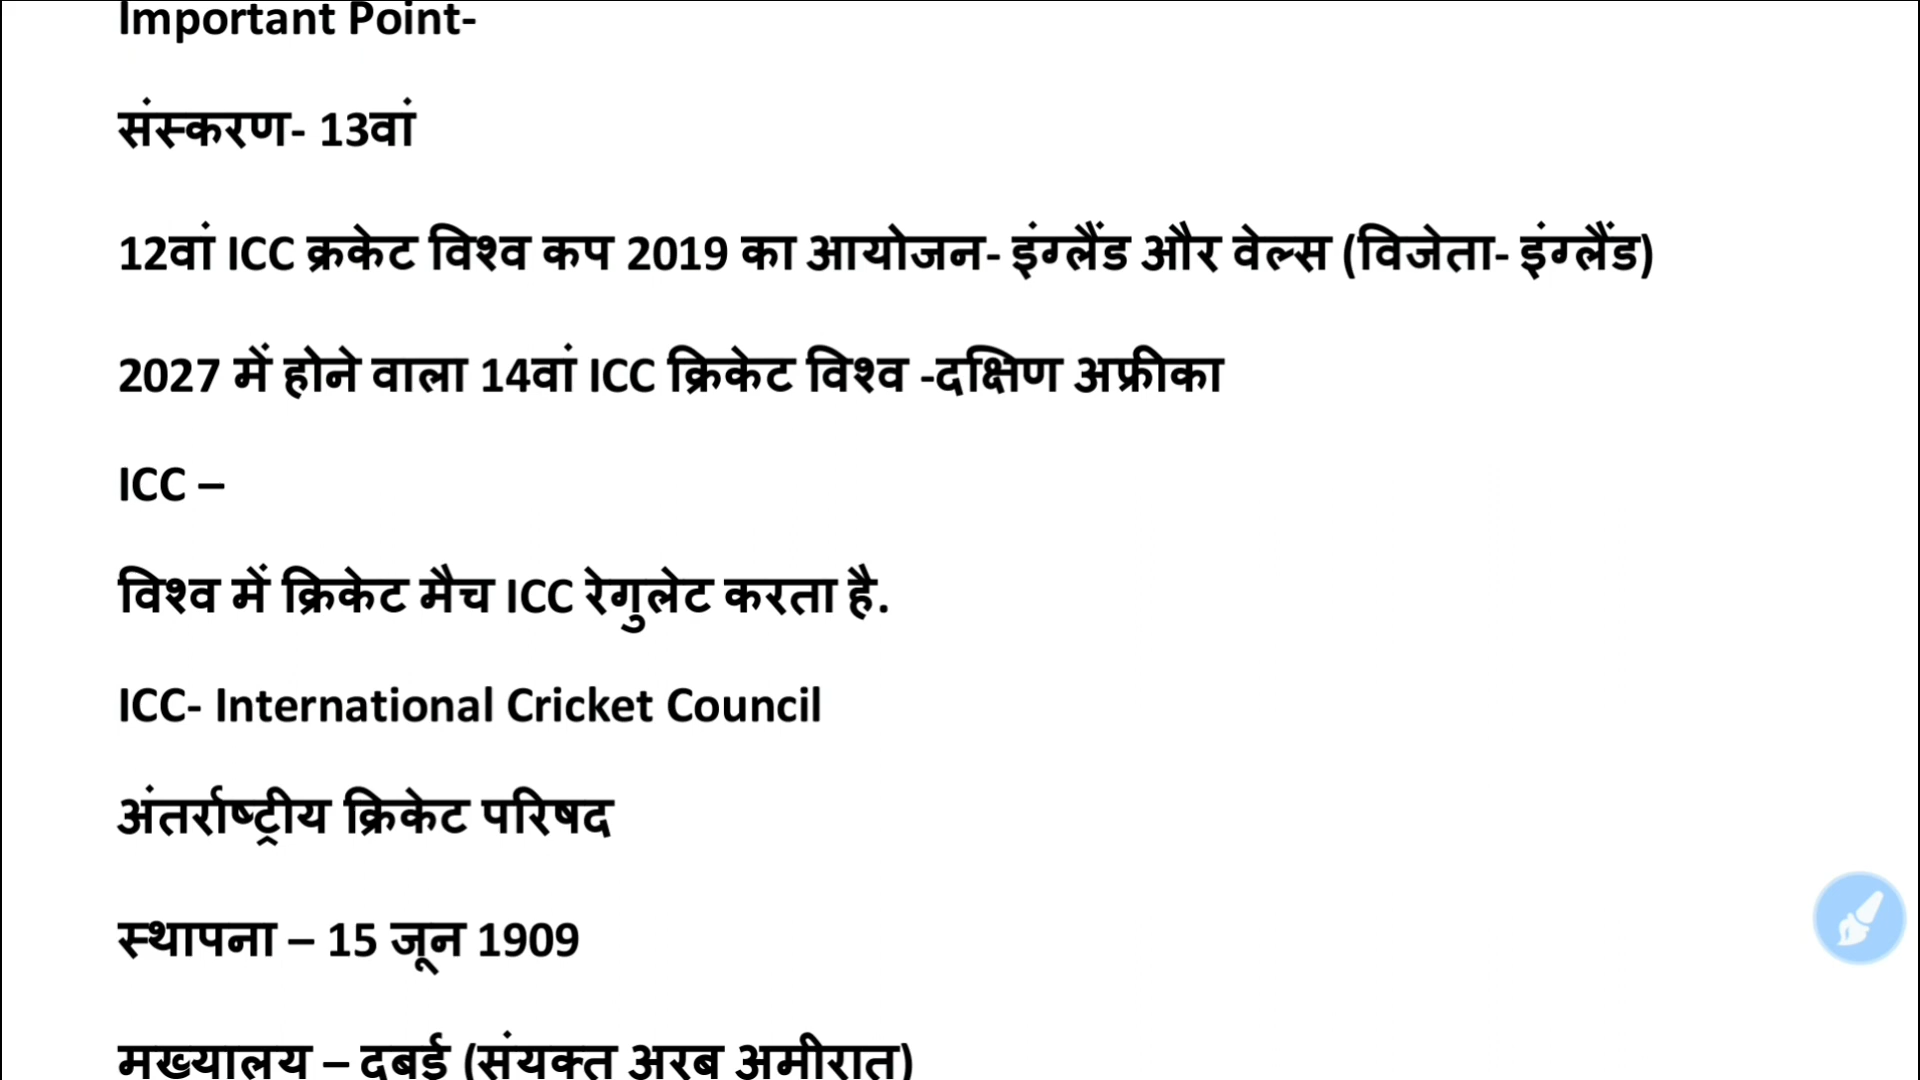 Important Point-
संस्करण- 13वां
12वां ICC क्रकेट विश्व कप 2019 का आयोजन- इंग्लैंड और वेल्स (विजेता- इंग्लैंड)
2027 में होने वाला 14वां ICC क्रिकेट विश्व -दक्षिण अफ्रीका
ICC –
विश्व में क्रिकेट मैच ICC रेगुलेट करता है.
ICC- International Cricket Council
अंतर्राष्ट्रीय क्रिकेट परिषद
स्थापना – 15 जून 1909
मुख्यालय – दुबई (संयुक्त अरब अमीरात)